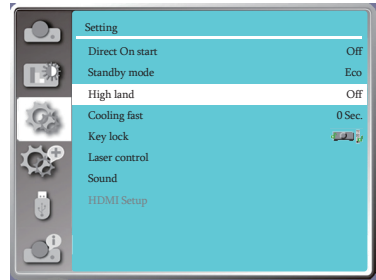 Setting
Direct On start Off
Standby mode Eco
High land Off
Cooling fast 0 Sec.
Key lock
Laser control
Sound
HDMI Setup